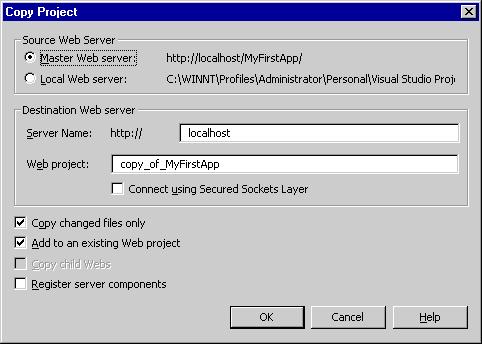 Copy Project
Source Web Server
Master Web server: http://localhost/MyFirstApp/
Local Web server: C:\WINNT\Profiles\Administrator\Personal\Visual Studio Proje
Destination Web server
Server Name: http:// localhost
Web project: copy_of_MyFirstApp
Connect using Secured Sockets Layer
Copy changed files only
Add to an existing Web project
Copy child Webs
Register server components
OK Cancel Help